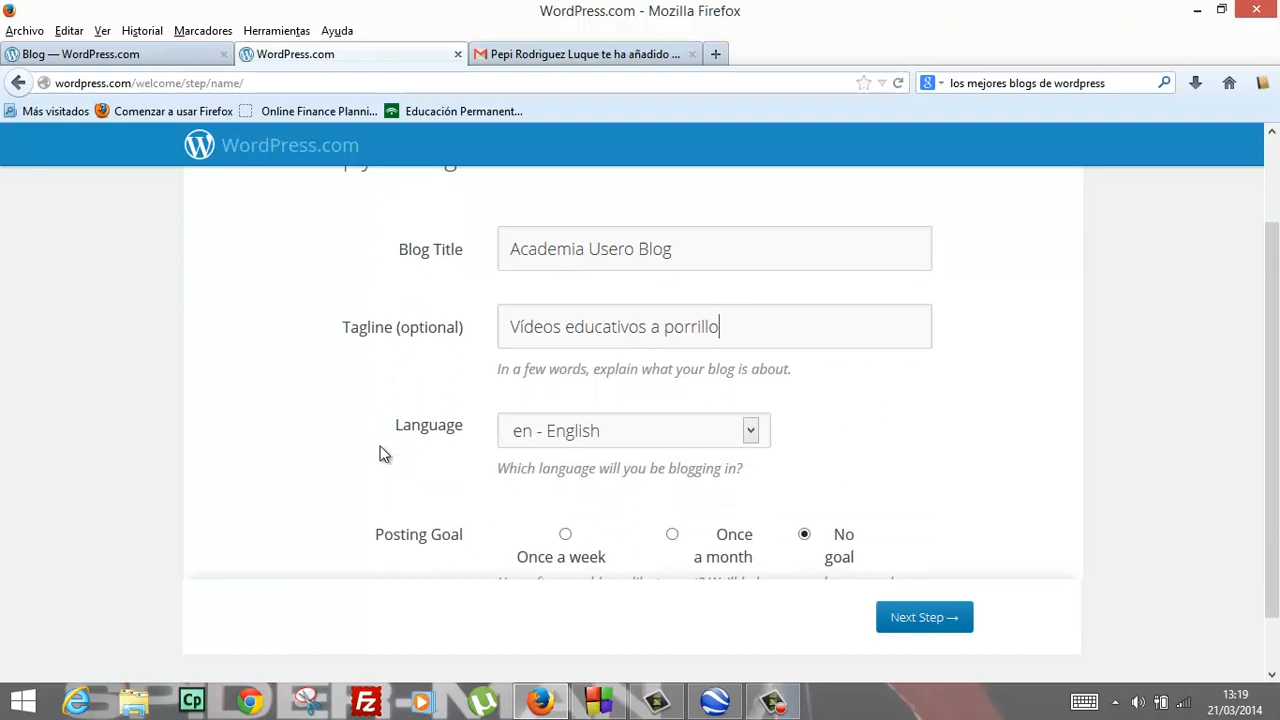 WordPress.com - Mozilla Firefox
Archivo Editar Ver Historial Marcadores Herramientas Ayuda
Blog — WordPress.com × WordPress.com × Pepi Rodriguez Luque te ha añadido ... × +
wordpress.com/welcome/step/name/ los mejores blogs de wordpress
Más visitados Comenzar a usar Firefox Online Finance Planni... Educación Permanent...
WordPress.com
Blog Title Academia Usero Blog
Tagline (optional) Vídeos educativos a porrillo
In a few words, explain what your blog is about.
Language en - English
Which language will you be blogging in?
Posting Goal Once a week Once a month No goal
Next Step →
13:19
21/03/2014